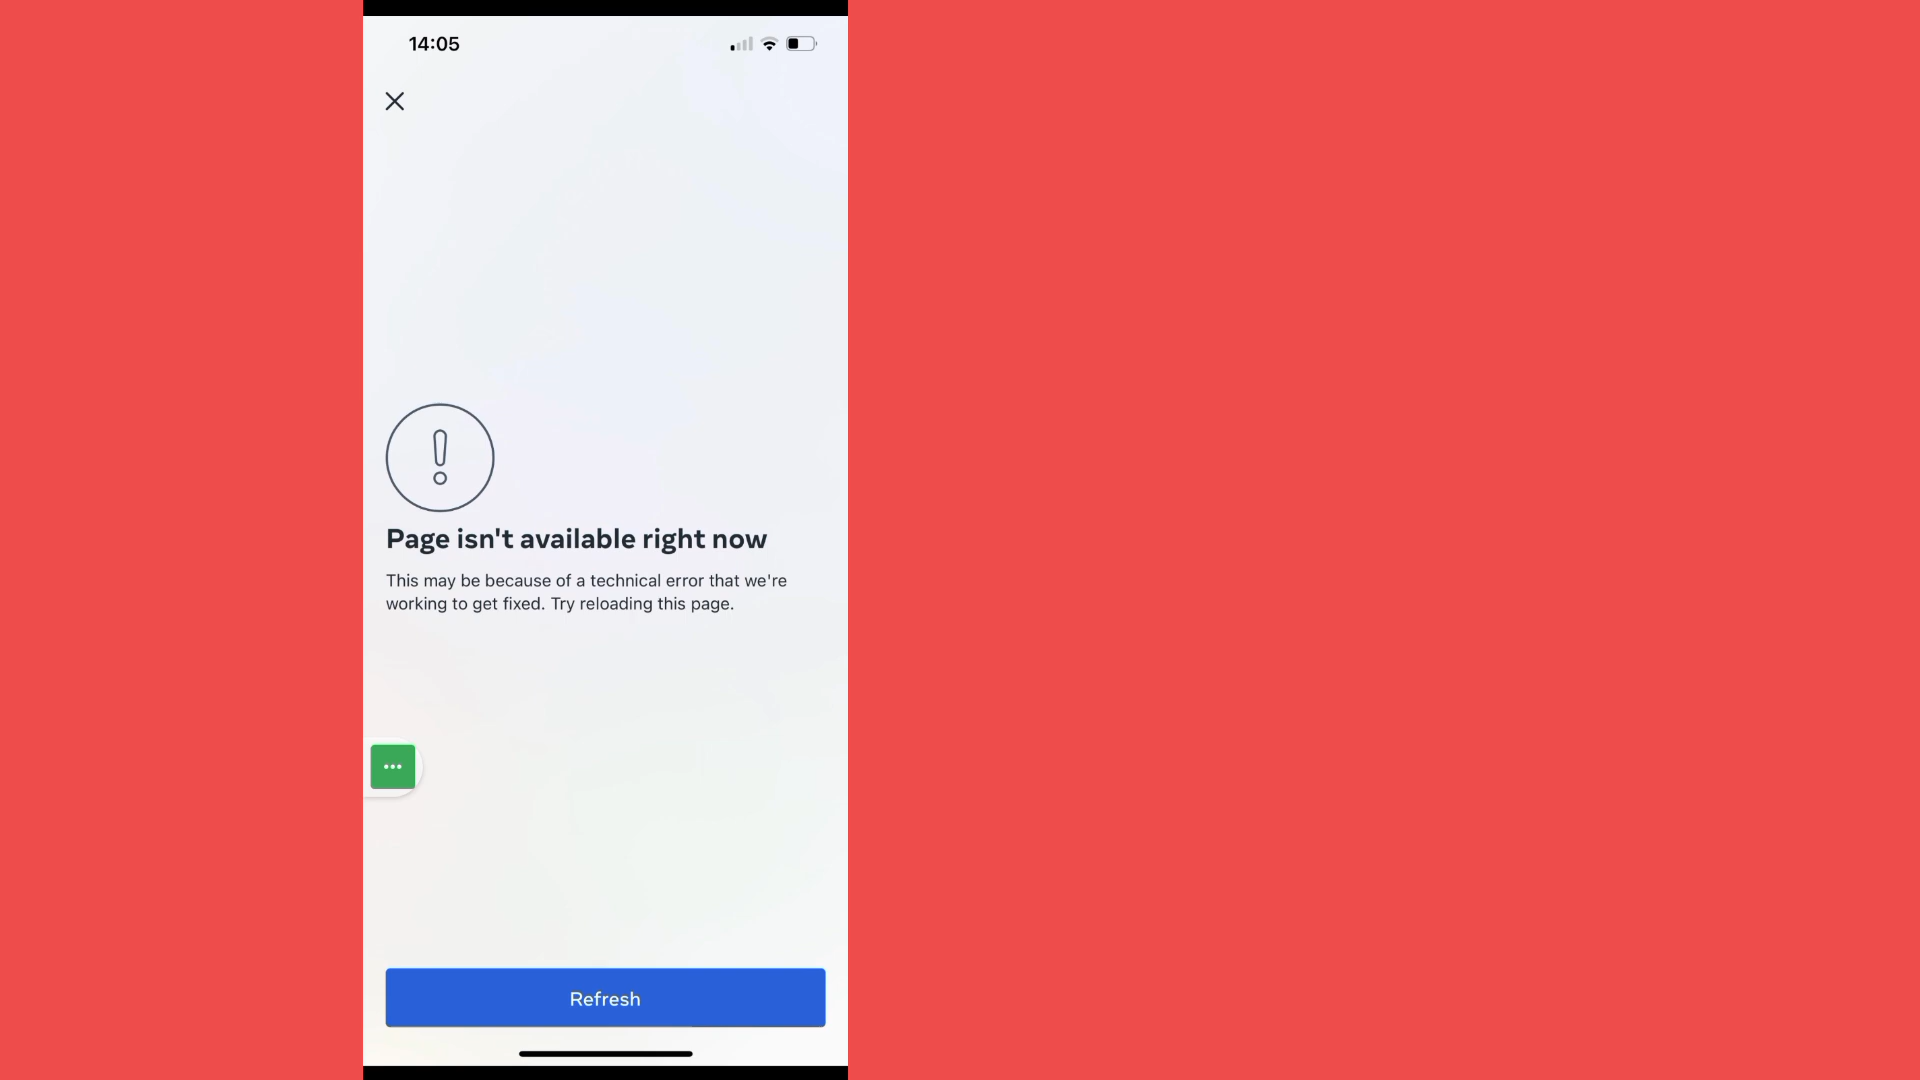 14:05
Page isn't available right now
This may be because of a technical error that we're
working to get fixed. Try reloading this page.
Refresh